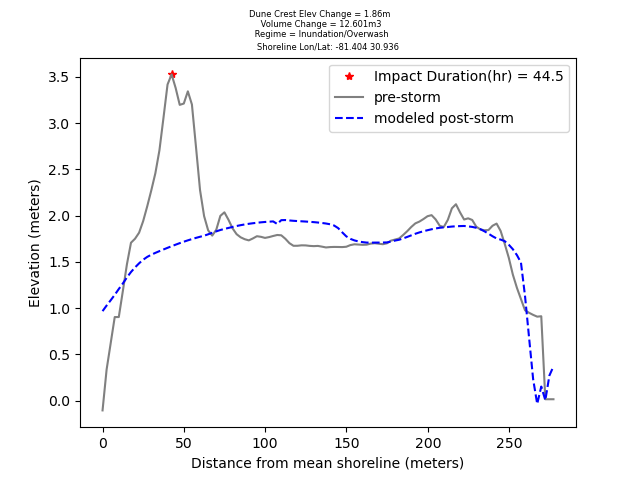 Dune Crest Elev Change = 1.86m
Volume Change = 12.601m3
Regime = Inundation/Overwash
Shoreline Lon/Lat: -81.404 30.936
Impact Duration(hr) = 44.5
pre-storm
modeled post-storm
Elevation (meters)
3.5
3.0
2.5
2.0
1.5
1.0
0.5
0.0
0 50 100 150 200 250
Distance from mean shoreline (meters)